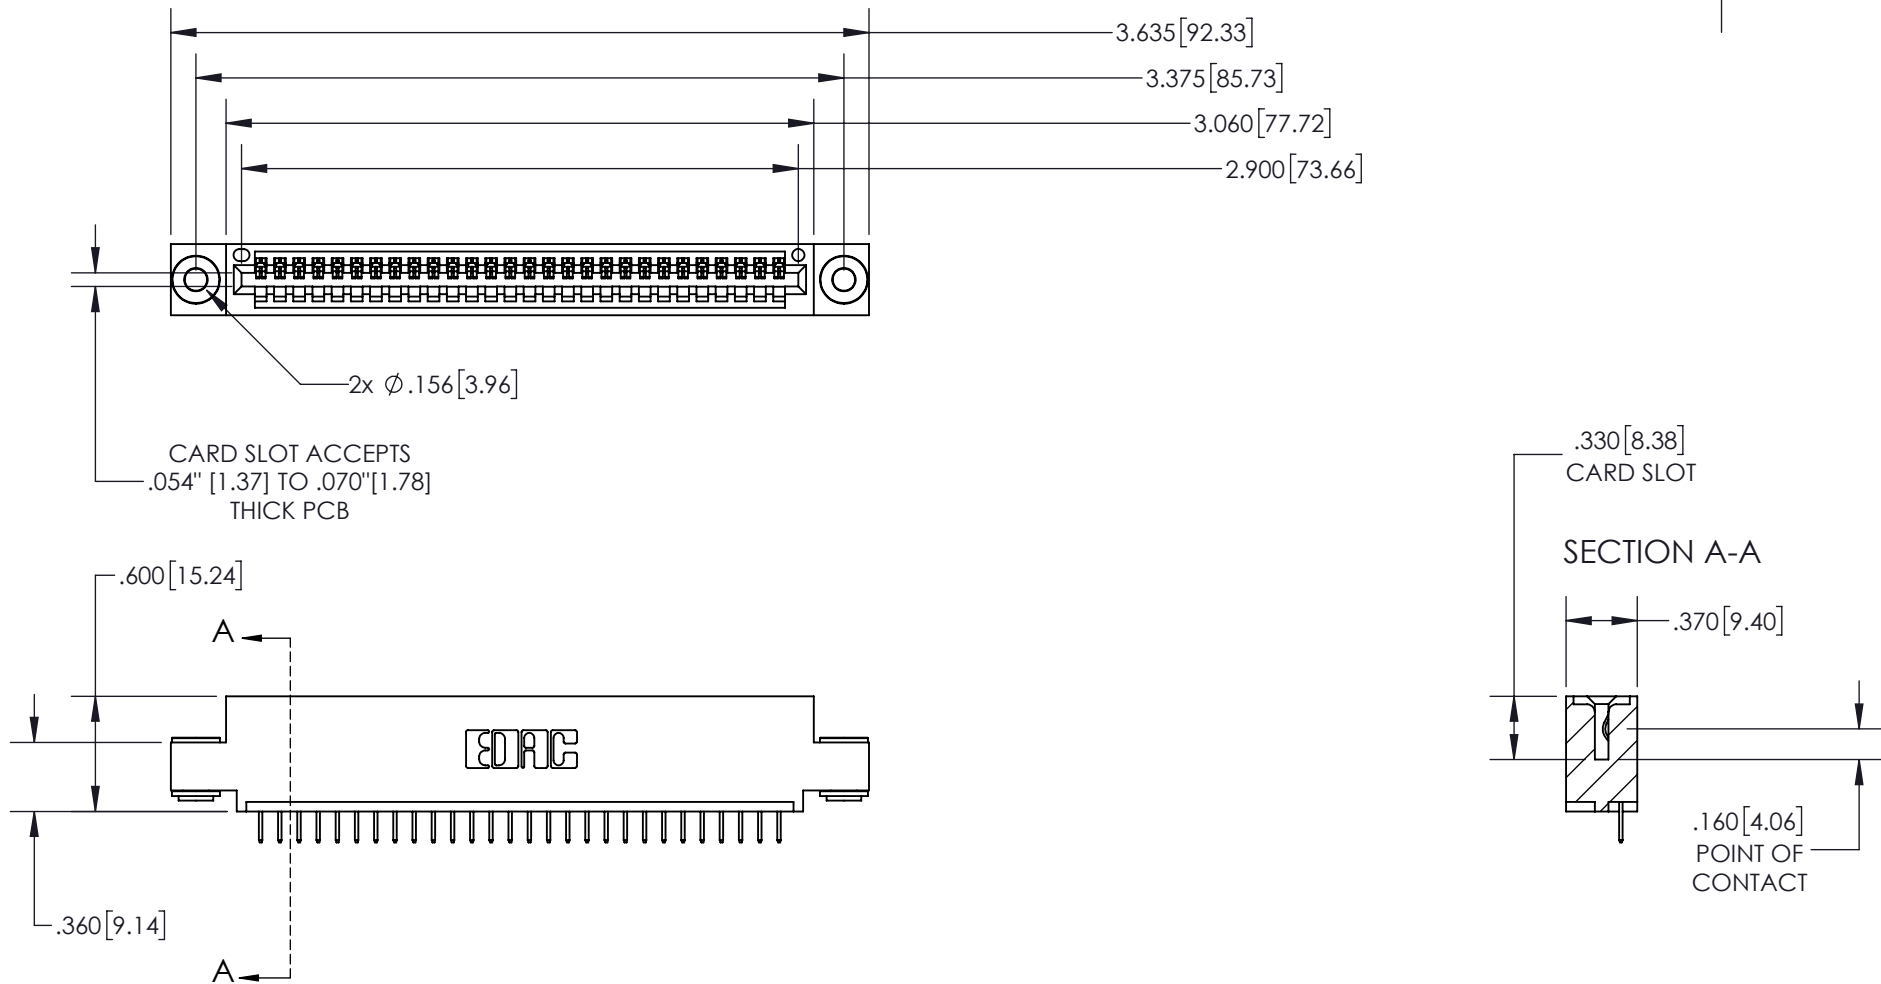 3.635[92.33]
3.375[85.73]
3.060[77.72]
2.900[73.66]
2x ∅.156[3.96]
CARD SLOT ACCEPTS
.054" [1.37] TO .070"[1.78]
THICK PCB
.330[8.38]
CARD SLOT
SECTION A-A
.600[15.24]
.370[9.40]
A
EDAC
.160[4.06]
POINT OF
CONTACT
.360[9.14]
A